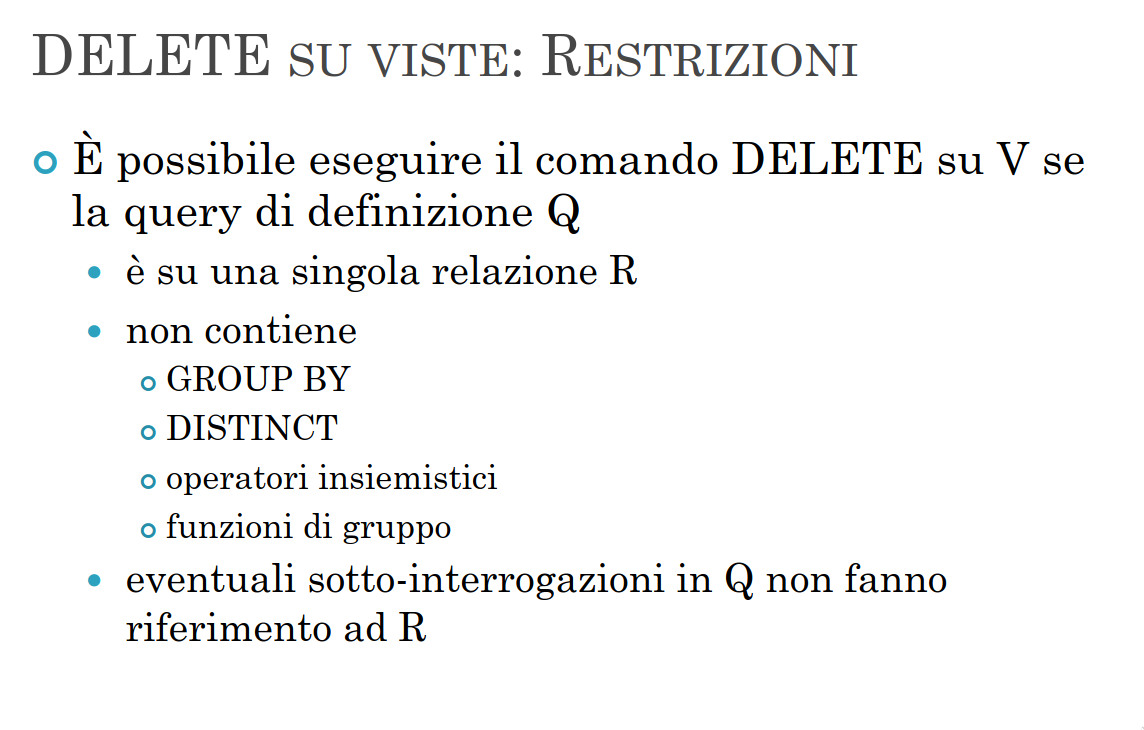 DELETE SU VISTE: RESTRIZIONI
È possibile eseguire il comando DELETE su V se
la query di definizione Q
è su una singola relazione R
non contiene
GROUP BY
DISTINCT
operatori insiemistici
funzioni di gruppo
eventuali sotto-interrogazioni in Q non fanno
riferimento ad R